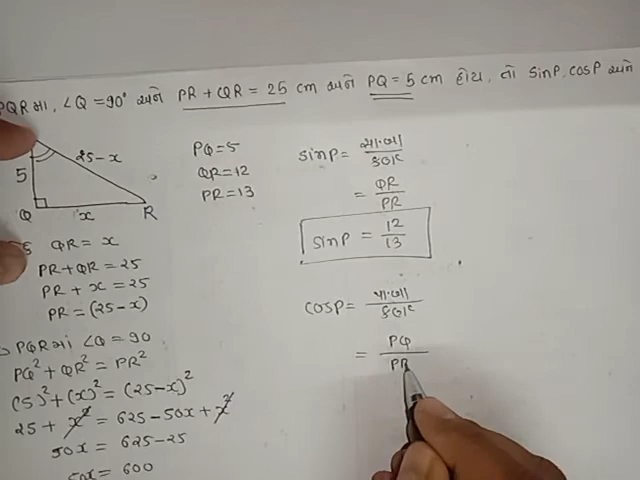 PQRમાં, ∠Q = 90° અને PR + QR = 25 cm અને PQ = 5 cm હોય, તો sinP, cosP અને
5
25 - x
Q
x
R
QR = x
PR + QR = 25
PR + x = 25
PR = (25 - x)
PQRમાં ∠Q = 90
PQ² + QR² = PR²
(5)² + (x)² = (25 - x)²
25 + x² = 625 - 50x + x²
50x = 625 - 25
50x = 600
PQ = 5
QR = 12
PR = 13
sinP = સા.બા / કર્ણ
= QR / PR
sinP = 12 / 13
cosP = પા.બા / કર્ણ
= PQ / PR